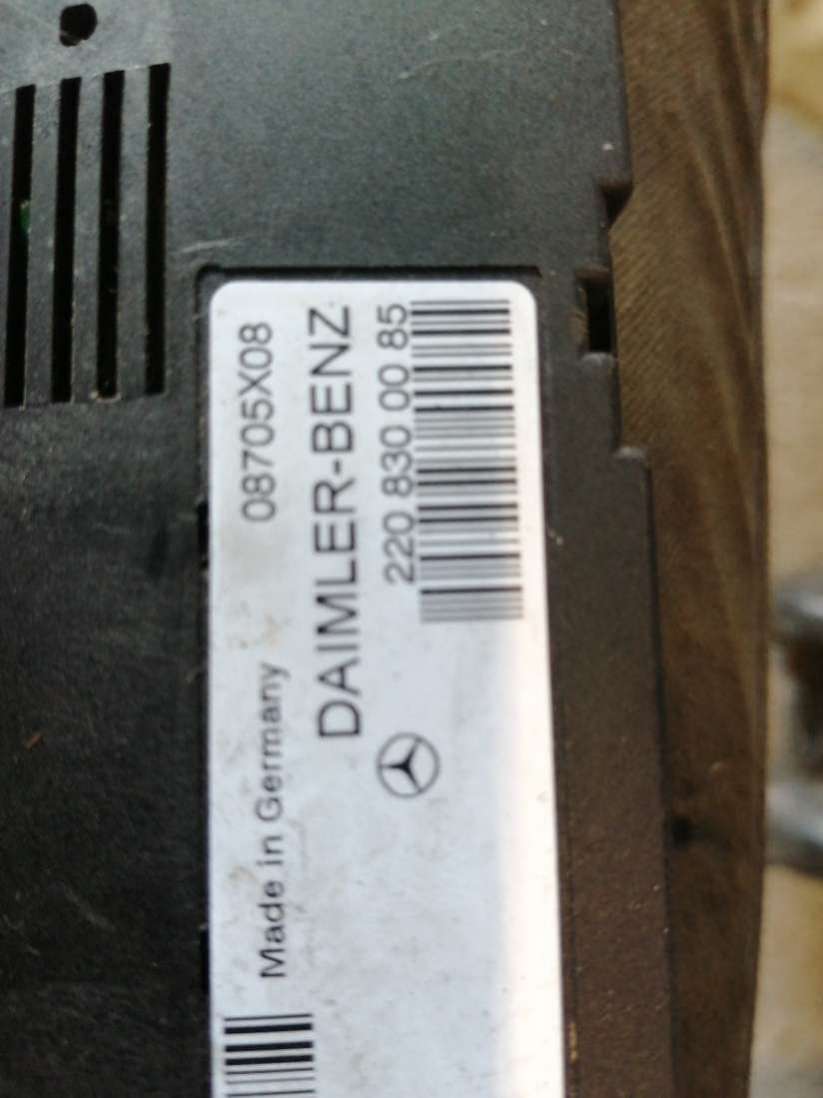 Made in Germany 08705X08
DAIMLER-BENZ
220 830 00 85